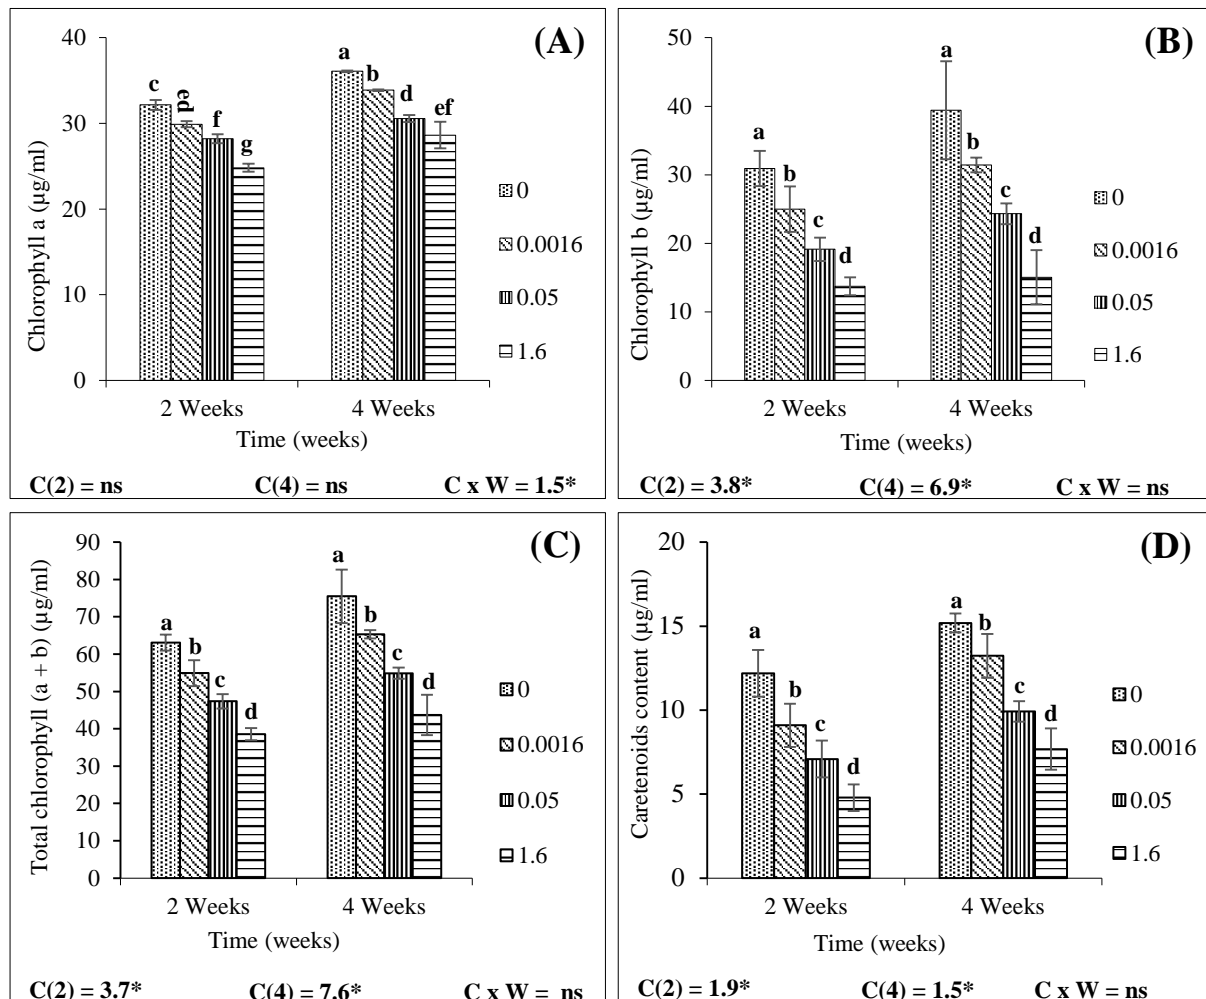 (A)
40
30
20
10
0
Chlorophyll a (µg/ml)
c
ed
f
g
a
b
d
ef
0
0.0016
0.05
1.6
2 Weeks
4 Weeks
Time (weeks)
C(2) = ns C(4) = ns C x W = 1.5*
(B)
50
40
30
20
10
0
Chlorophyll b (µg/ml)
a
b
c
d
a
b
c
d
0
0.0016
0.05
1.6
2 Weeks
4 Weeks
Time (weeks)
C(2) = 3.8* C(4) = 6.9* C x W = ns
(C)
90
80
70
60
50
40
30
20
10
0
Total chlorophyll (a + b) (µg/ml)
a
b
c
d
a
b
c
d
0
0.0016
0.05
1.6
2 Weeks
4 Weeks
Time (weeks)
C(2) = 3.7* C(4) = 7.6* C x W = ns
(D)
20
15
10
5
0
Caretenoids content (µg/ml)
a
b
c
d
a
b
c
d
0
0.0016
0.05
1.6
2 Weeks
4 Weeks
Time (weeks)
C(2) = 1.9* C(4) = 1.5* C x W = ns